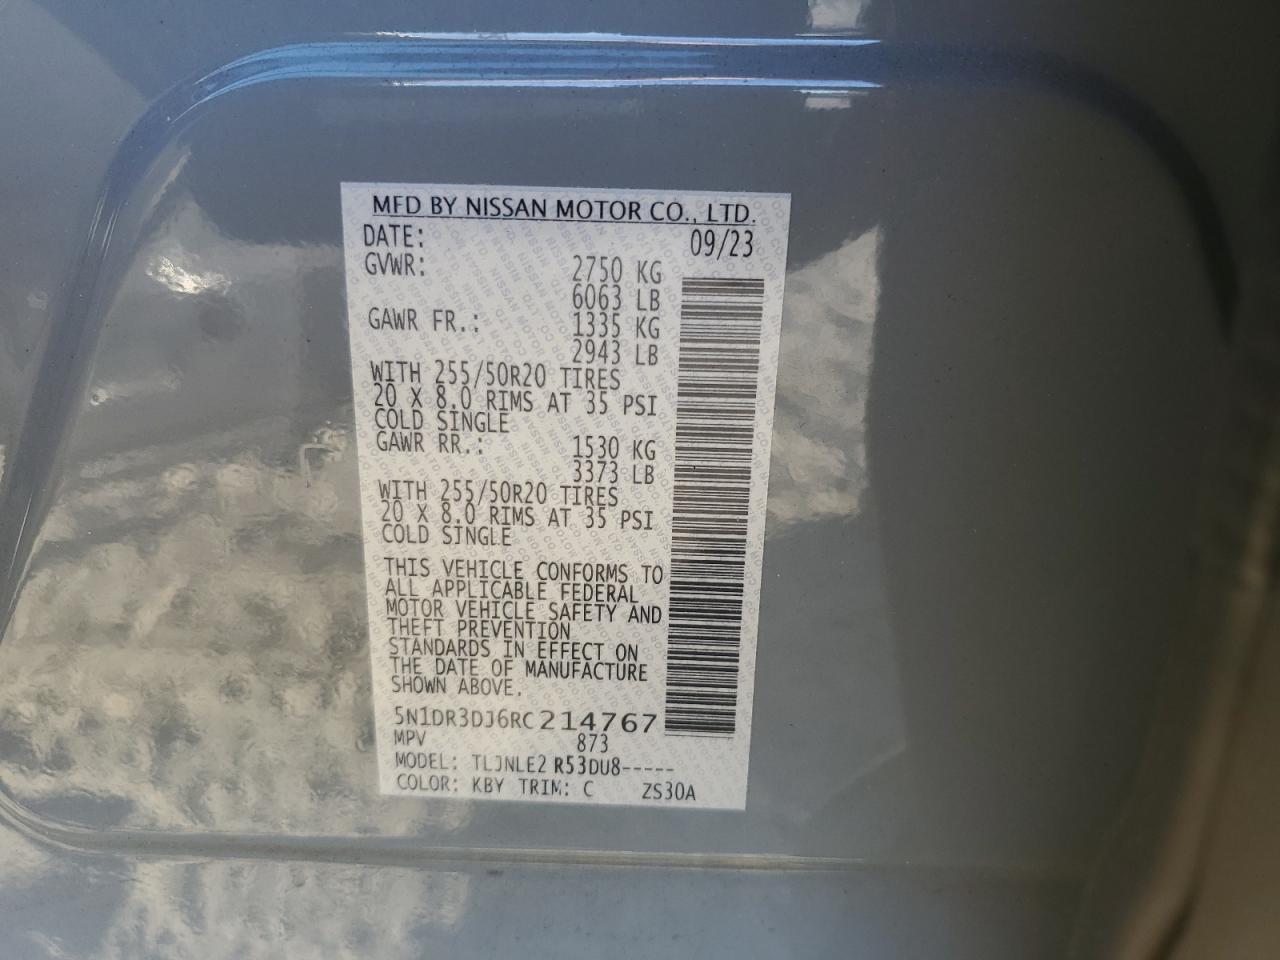 MFD BY NISSAN MOTOR CO., LTD.
DATE: 09/23
GVWR: 2750 KG
6063 LB
GAWR FR.: 1335 KG
2943 LB
WITH 255/50R20 TIRES
20 X 8.0 RIMS AT 35 PSI
COLD SINGLE
GAWR RR.: 1530 KG
3373 LB
WITH 255/50R20 TIRES
20 X 8.0 RIMS AT 35 PSI
COLD SINGLE
THIS VEHICLE CONFORMS TO
ALL APPLICABLE FEDERAL
MOTOR VEHICLE SAFETY AND
THEFT PREVENTION
STANDARDS IN EFFECT ON
THE DATE OF MANUFACTURE
SHOWN ABOVE.
5N1DR3DJ6RC214767
MPV 873
MODEL: TLJNLE2 R53DU8-----
COLOR: KBY TRIM: C ZS30A